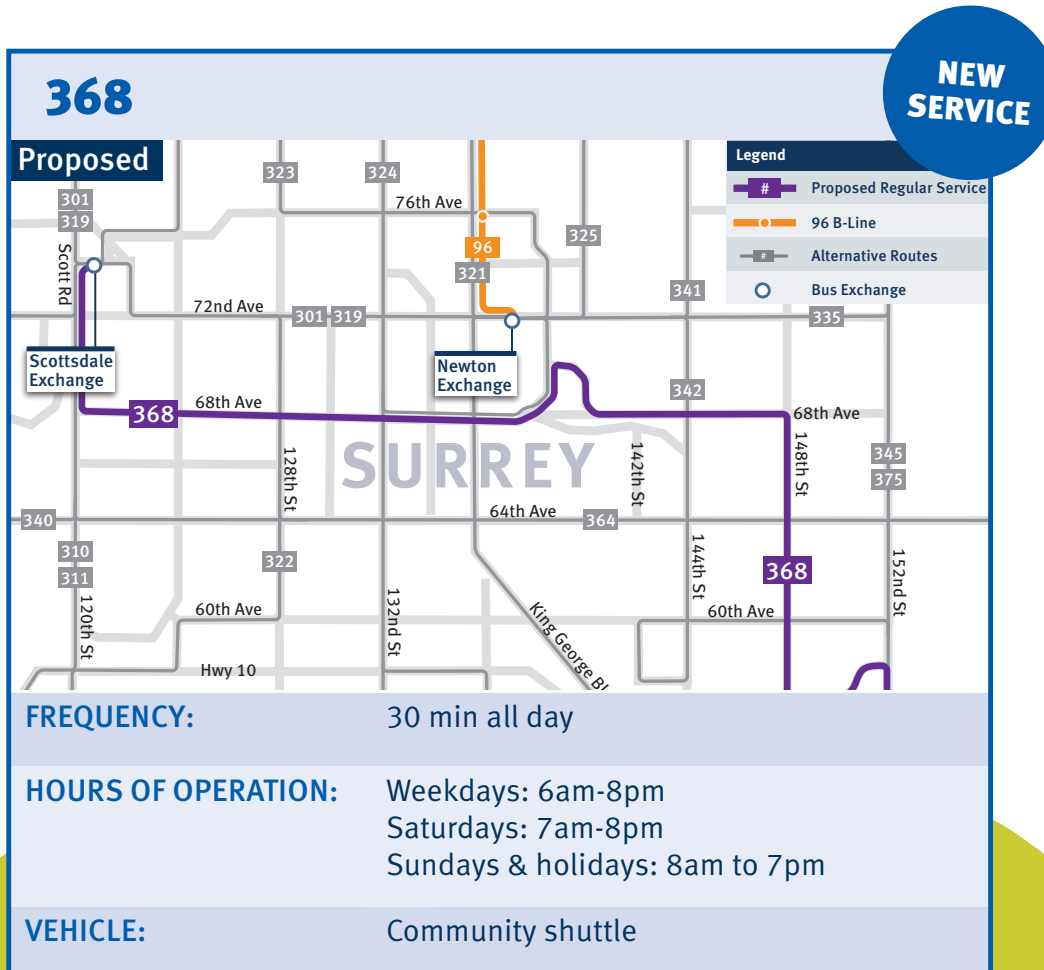 368
NEW
SERVICE
Proposed
Legend
# Proposed Regular Service
96 B-Line
# Alternative Routes
Bus Exchange
301
319
323
324
76th Ave
96
321
325
341
335
Scott Rd
72nd Ave
301 319
Scottsdale
Exchange
Newton
Exchange
342
368
68th Ave
68th Ave
SURREY
128th St
142th St
148th St
345
375
340
64th Ave
364
310
311
322
368
120th St
60th Ave
132nd St
King George Bl
144th St
60th Ave
152nd St
Hwy 10
FREQUENCY: 30 min all day
HOURS OF OPERATION: Weekdays: 6am-8pm
Saturdays: 7am-8pm
Sundays & holidays: 8am to 7pm
VEHICLE: Community shuttle